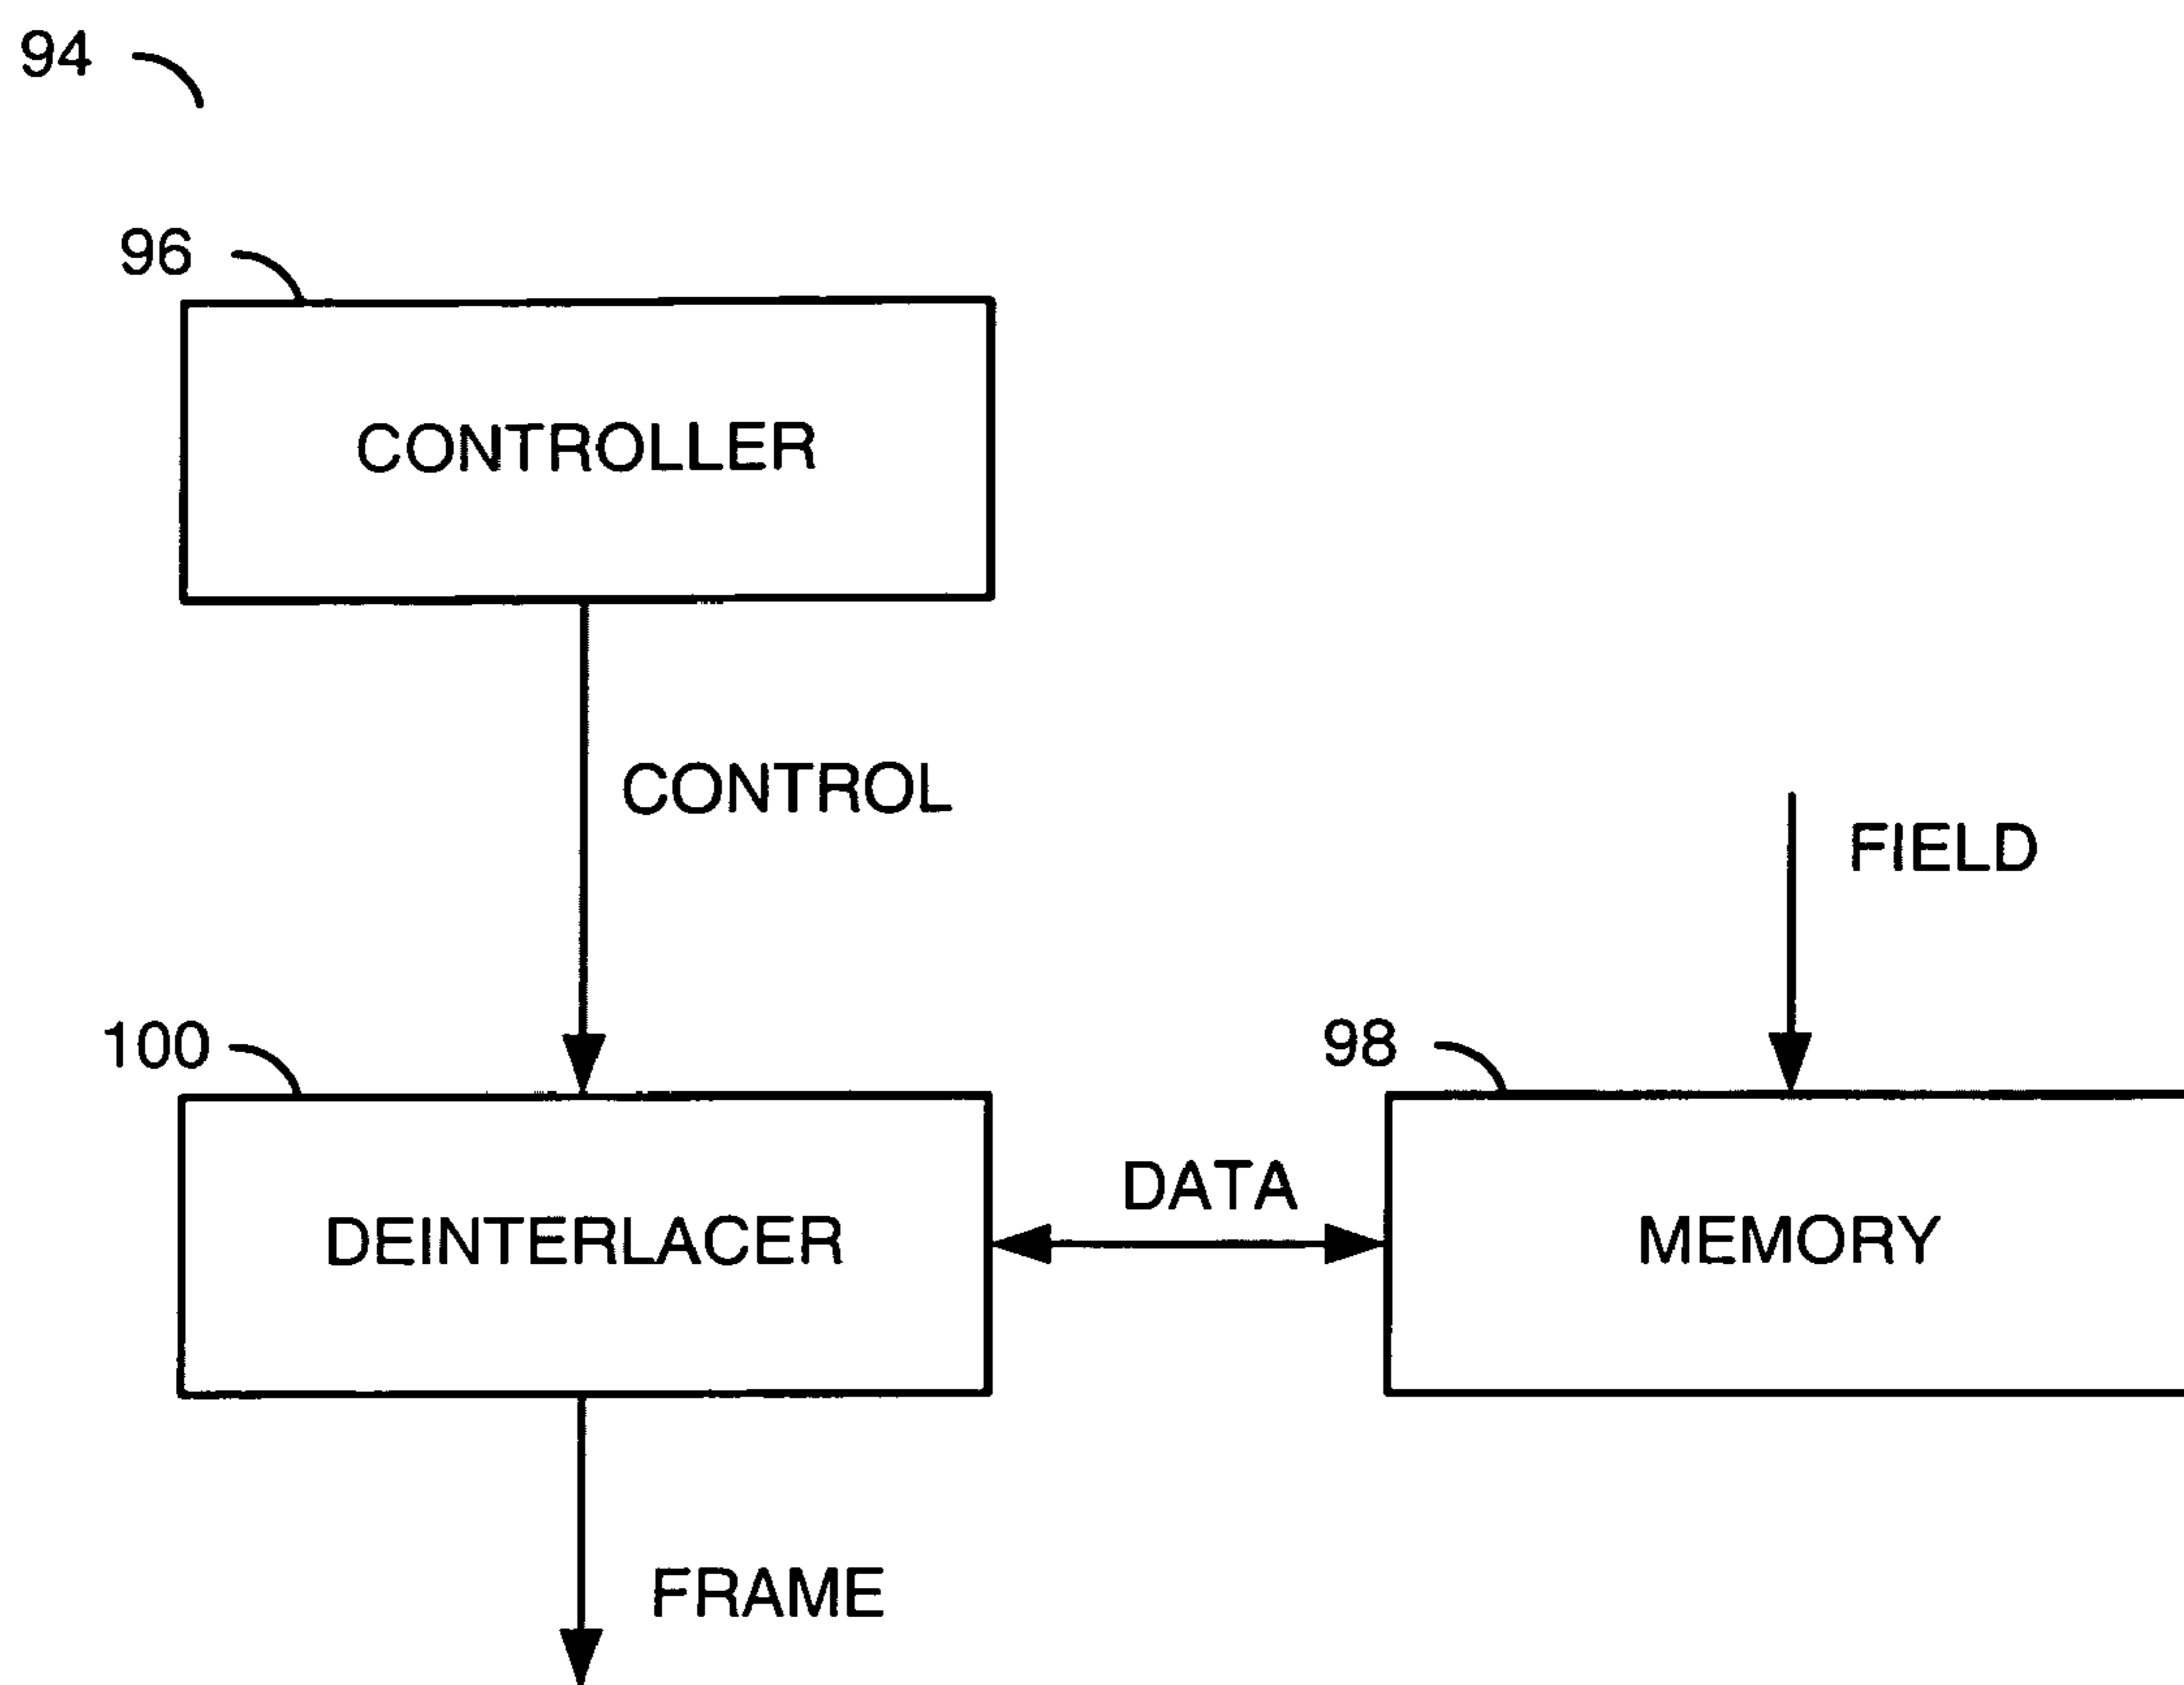 94
96
CONTROLLER
CONTROL
FIELD
100
98
DATA
DEINTERLACER
MEMORY
FRAME